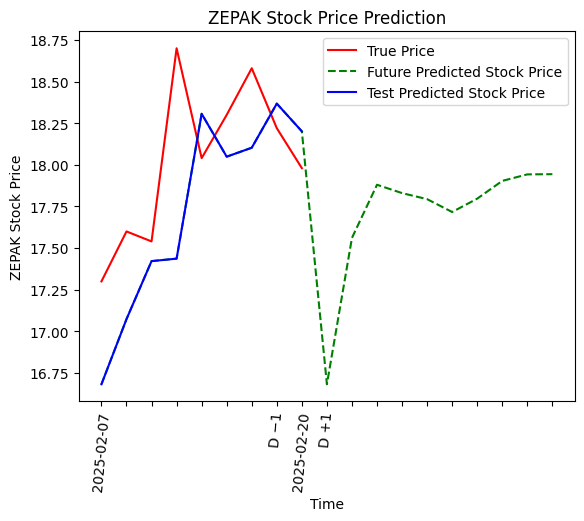 ZEPAK Stock Price Prediction
True Price
Future Predicted Stock Price
Test Predicted Stock Price
ZEPAK Stock Price
18.75
18.50
18.25
18.00
17.75
17.50
17.25
17.00
16.75
2025-02-07
D −1
2025-02-20
D +1
Time